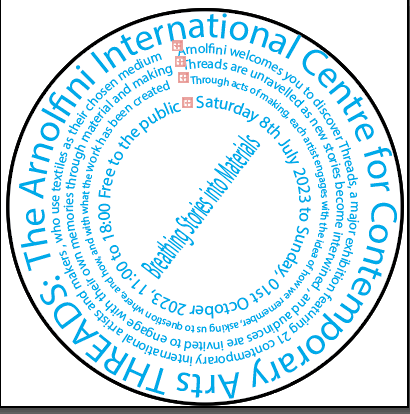 THREADS: The Arnolfini International Centre for Contemporary Arts
Arnolfini welcomes you to discover Threads, a major exhibition featuring 21 contemporary international artists and makers who use textiles as their chosen medium
Threads are unravelled as new stories become interwined and audinces are invited to engage with their own memories through material and making
Through acts of making, each artist engages with the idea of how we remember, asking us to question where, when and how and with what the work has been created
Saturday 8th July 2023 to Sunday, 01st October 2023, 11:00 to 18:00 Free to the public
Breathing Stories into Materials